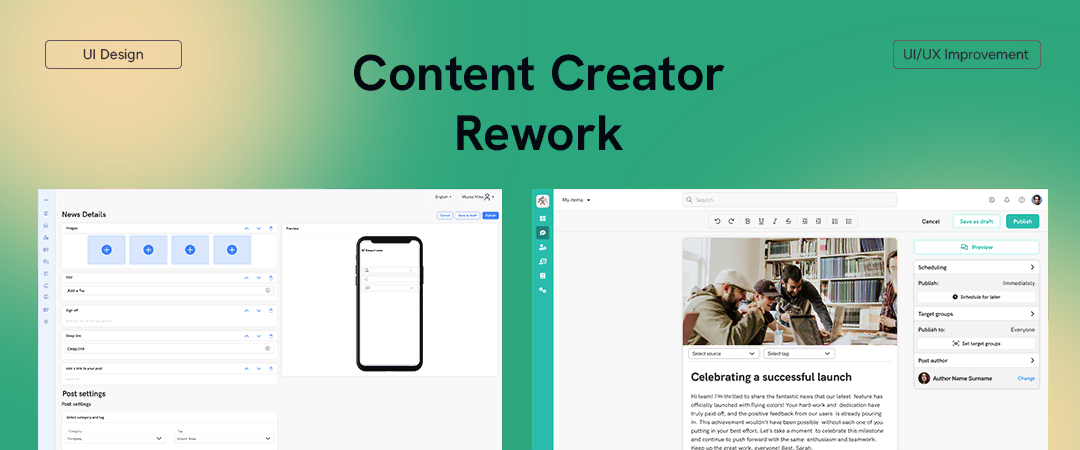 UI Design
UI/UX Improvement
Content Creator
Rework
English
News Details
Cancel
Save as draft
Publish
Images
Preview
PDF
Add a file
Sign off
Deep link
Deep link
Add a link to your post
Post settings
Post settings
Select category and tag
Category
Tag
Company
My items
Search
Cancel
Save as draft
Publish
Preview
Scheduling
Publish:
Immediately
Schedule for later
Target groups
Publish to:
Everyone
Set target groups
Post author
Author Name Surname
Change
Select source
Select tag
Celebrating a successful launch
Hi team! I'm thrilled to share the fantastic news that our latest feature has
officially launched with flying colors! Your hard work and dedication have
truly paid off, and the positive feedback from our users is already pouring
in. This achievement wouldn't have been possible without each one of you
putting in your best effort. Let's take a moment to celebrate this milestone
and continue to push forward with the same enthusiasm and teamwork.
Keep up the great work, everyone! Best, Sarah.